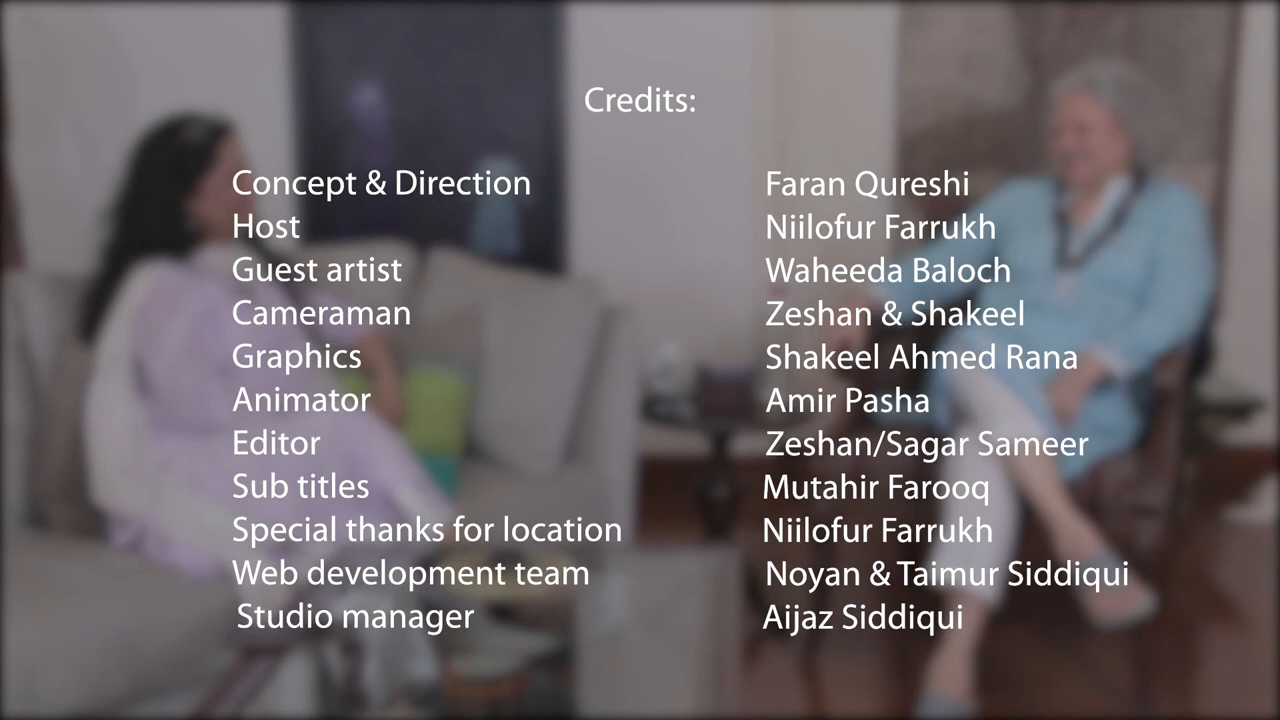 Credits:
Concept & Direction Faran Qureshi
Host Niilofur Farrukh
Guest artist Waheeda Baloch
Cameraman Zeshan & Shakeel
Graphics Shakeel Ahmed Rana
Animator Amir Pasha
Editor Zeshan/Sagar Sameer
Sub titles Mutahir Farooq
Special thanks for location Niilofur Farrukh
Web development team Noyan & Taimur Siddiqui
Studio manager Aijaz Siddiqui